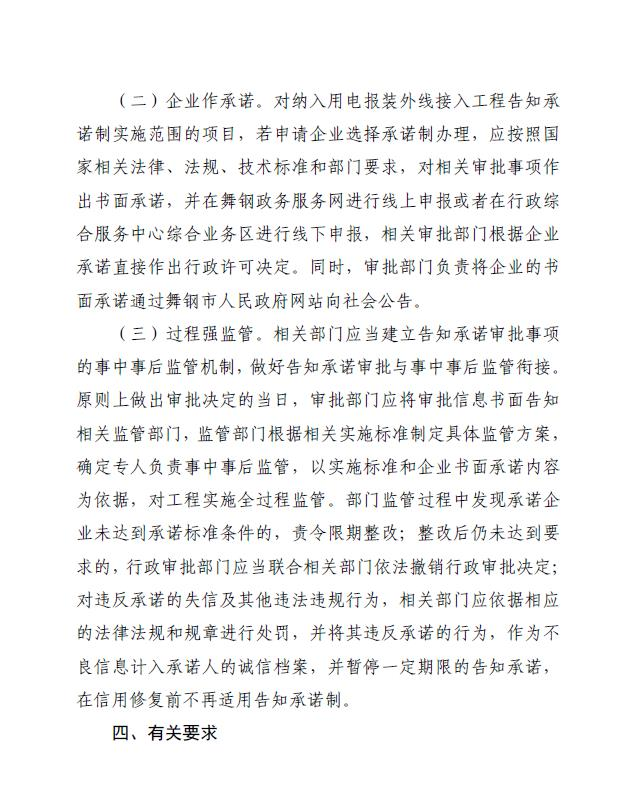 （二）企业作承诺。对纳入用电报装外线接入工程告知承
诺制实施范围的项目，若申请企业选择承诺制办理，应按照国
家相关法律、法规、技术标准和部门要求，对相关审批事项作
出书面承诺，并在舞钢政务服务网进行线上申报或者在行政综
合服务中心综合业务区进行线下申报，相关审批部门根据企业
承诺直接作出行政许可决定。同时，审批部门负责将企业的书
面承诺通过舞钢市人民政府网站向社会公告。
（三）过程强监管。相关部门应当建立告知承诺审批事项
的事中事后监管机制，做好告知承诺审批与事中事后监管衔接。
原则上做出审批决定的当日，审批部门应将审批信息书面告知
相关监管部门，监管部门根据相关实施标准制定具体监管方案，
确定专人负责事中事后监管，以实施标准和企业书面承诺内容
为依据，对工程实施全过程监管。部门监管过程中发现承诺企
业未达到承诺标准条件的，责令限期整改；整改后仍未达到要
求的，行政审批部门应当联合相关部门依法撤销行政审批决定；
对违反承诺的失信及其他违法违规行为，相关部门应依据相应
的法律法规和规章进行处罚，并将其违反承诺的行为，作为不
良信息计入承诺人的诚信档案，并暂停一定期限的告知承诺，
在信用修复前不再适用告知承诺制。
四、有关要求